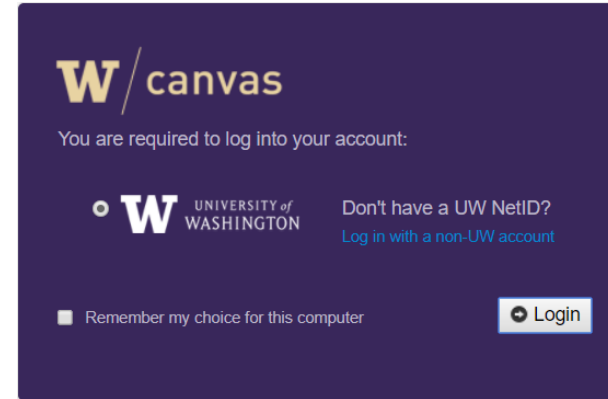 W/canvas
You are required to log into your account:
W UNIVERSITY of
WASHINGTON
Don't have a UW NetID?
Log in with a non-UW account
Remember my choice for this computer
Login